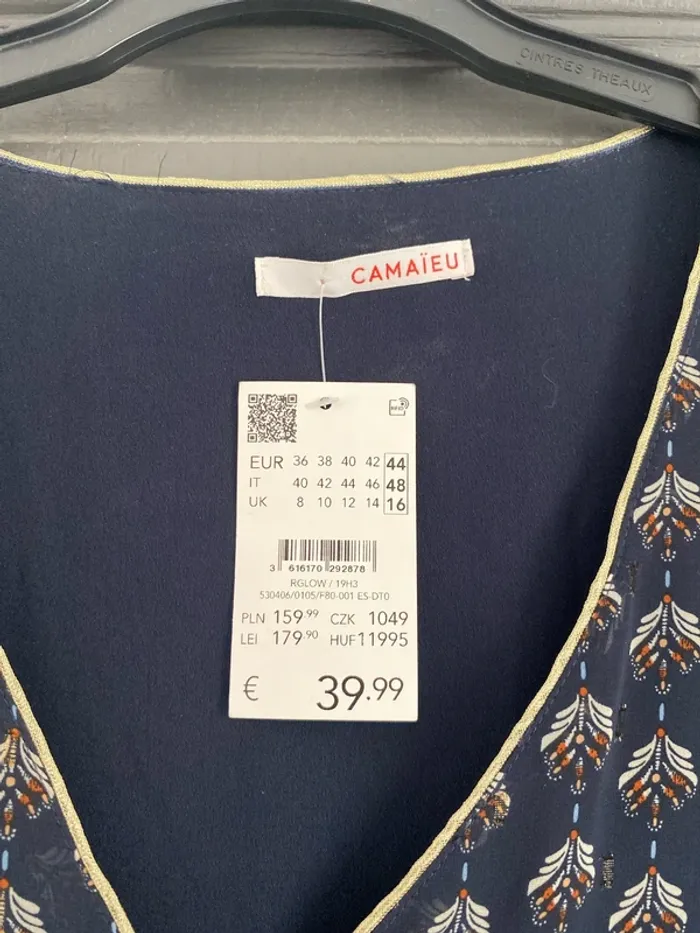 CINTRES THEAUX
CAMAÏEU
RFID
EUR 36 38 40 42 44
IT 40 42 44 46 48
UK 8 10 12 14 16
3 616170 292878
RGLOW / 19H3
530406/0105/F80-001 ES-DT0
PLN 159.99 CZK 1049
LEI 179.90 HUF 11995
€ 39.99